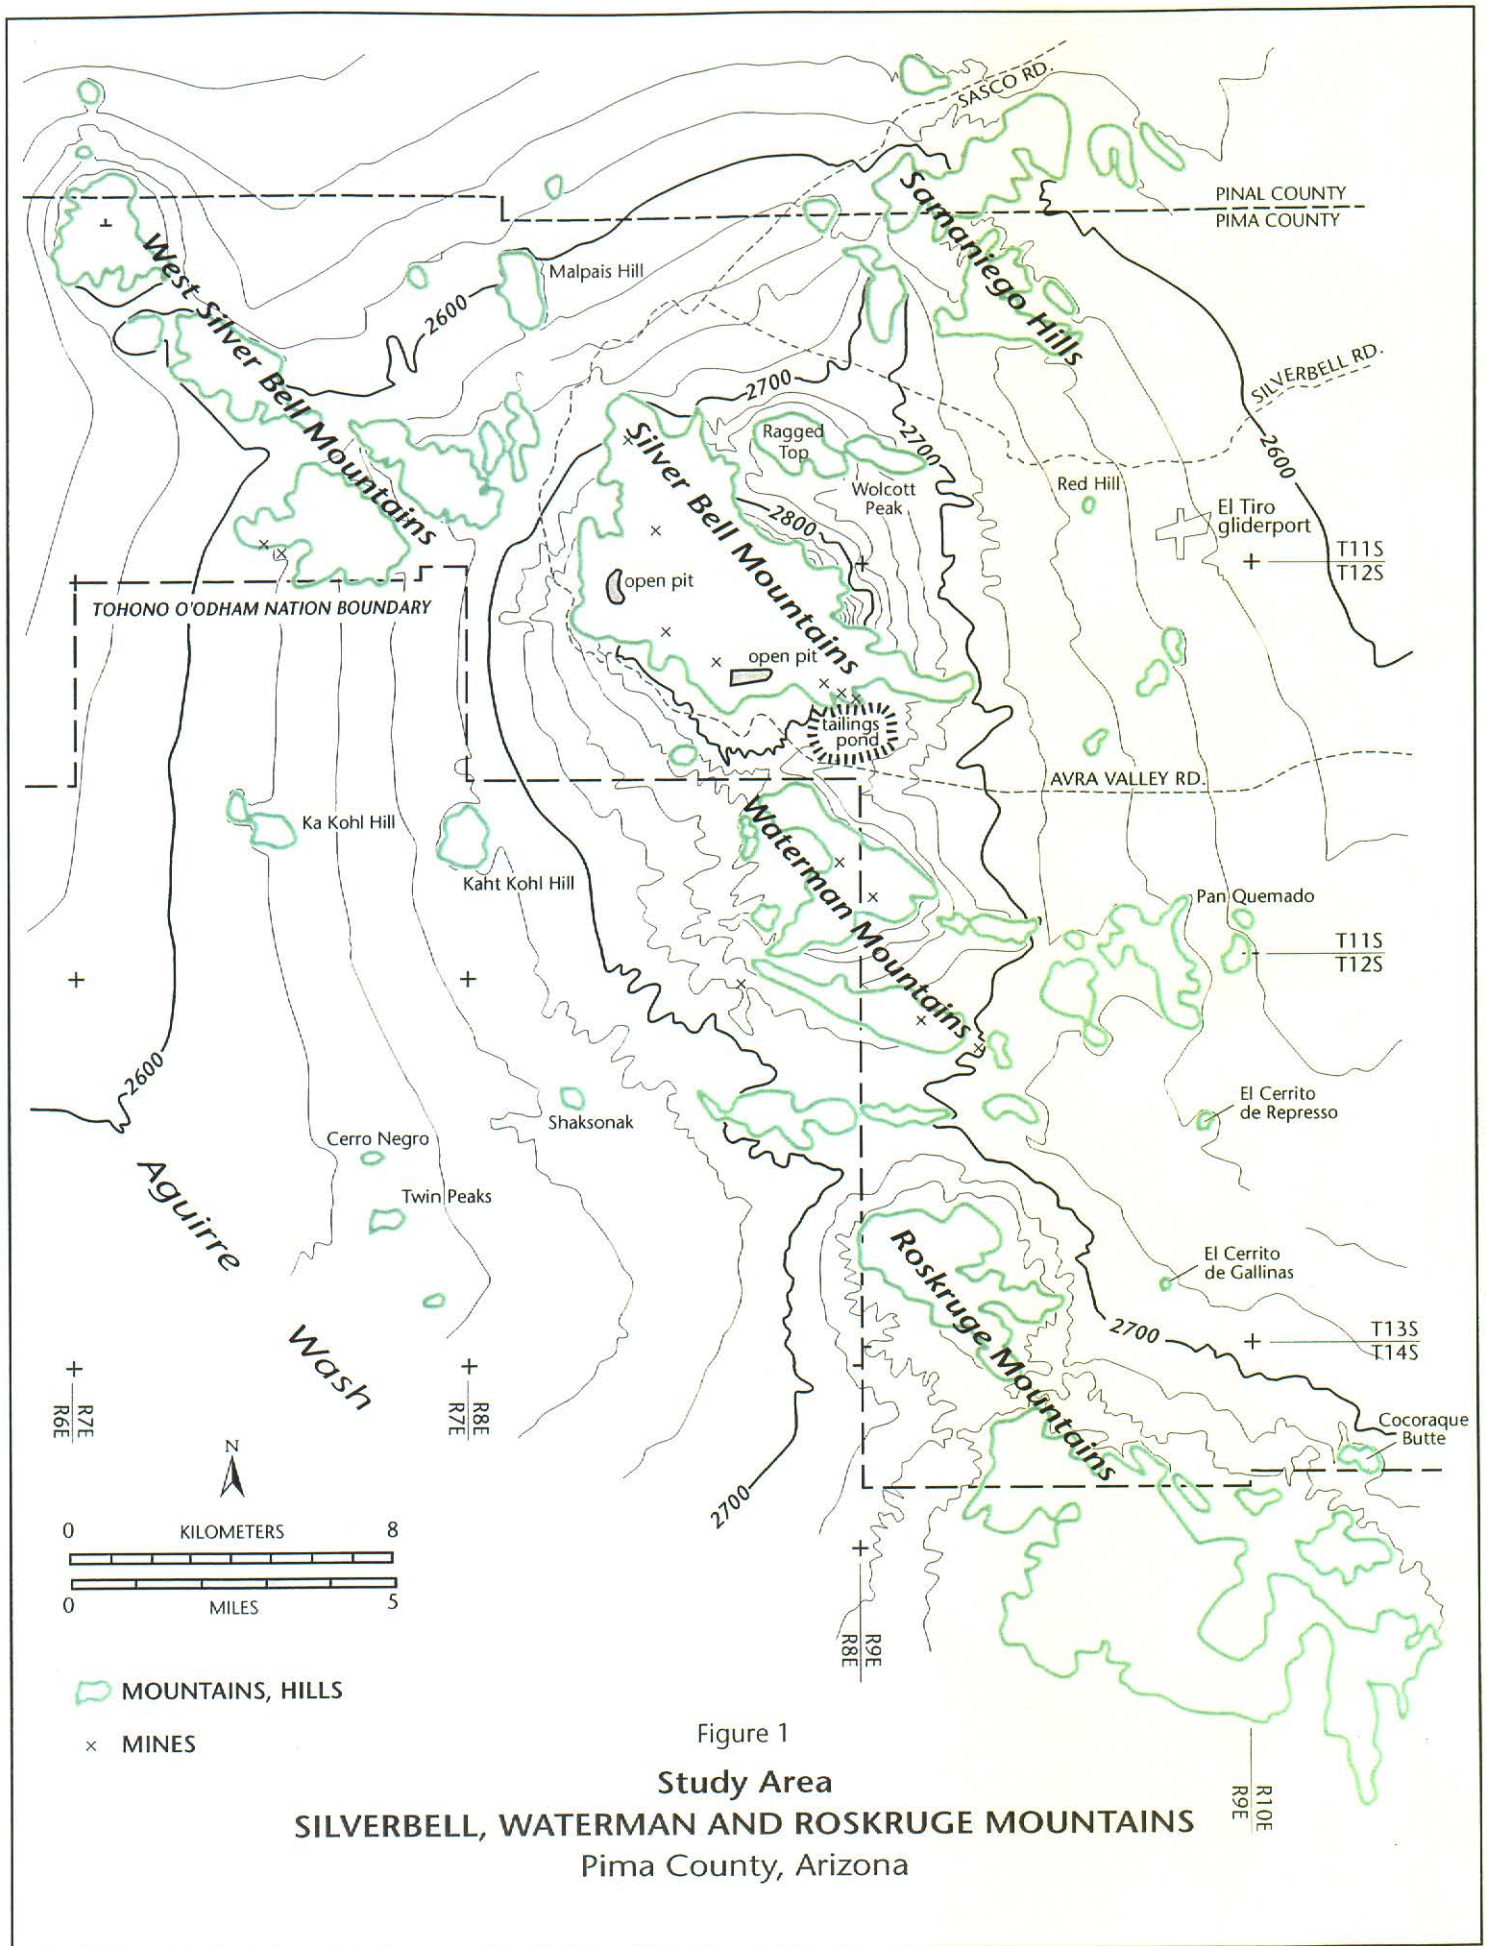 SASCO RD.
PINAL COUNTY
PIMA COUNTY
Samaniego Hills
West Silver Bell Mountains
Malpais Hill
2600
SILVERBELL RD.
2700
Ragged
Top
2700
2600
Silver Bell Mountains
Wolcott
Peak
Red Hill
El Tiro
gliderport
2800
T11S
T12S
open pit
TOHONO O'ODHAM NATION BOUNDARY
open pit
tailings
pond
AVRA VALLEY RD.
Ka Kohl Hill
Waterman Mountains
Kaht Kohl Hill
Pan Quemado
T11S
T12S
2600
El Cerrito
de Represso
Shaksonak
Cerro Negro
Twin Peaks
Aguirre
Wash
Roskruge Mountains
El Cerrito
de Gallinas
2700
T13S
T14S
R7E
R6E
R8E
R7E
Cocoraque
Butte
2700
N
0 KILOMETERS 8
0 MILES 5
R9E
R8E
MOUNTAINS, HILLS
× MINES
R10E
R9E
Figure 1
Study Area
SILVERBELL, WATERMAN AND ROSKRUGE MOUNTAINS
Pima County, Arizona